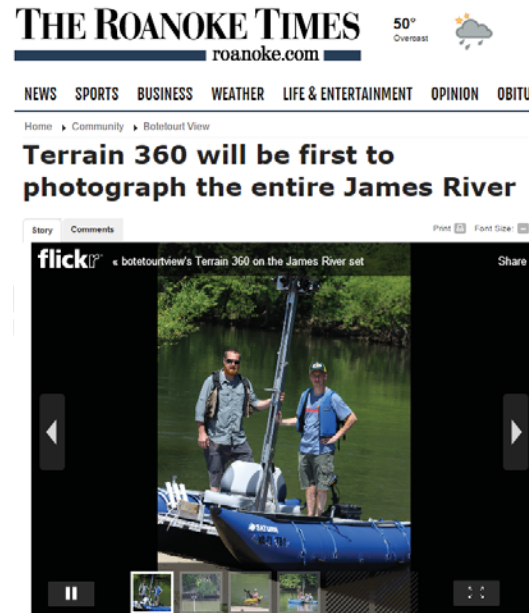 THE ROANOKE TIMES
roanoke.com
50°
Overcast
NEWS SPORTS BUSINESS WEATHER LIFE & ENTERTAINMENT OPINION OBITU
Home Community Botetourt View
Terrain 360 will be first to
photograph the entire James River
Story Comments Print Font Size:
flickr « botetourtview's Terrain 360 on the James River set Share
SATURN